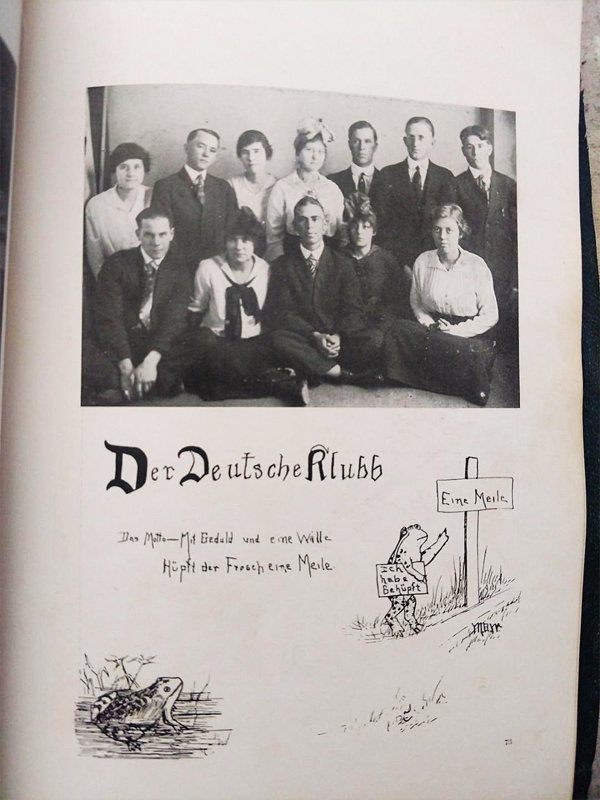 Der Deutsche Klubb
Das Motto—Mit Geduld und eine Wälle
Hüpft der Frosch eine Meile.
Eine Meile
Ich
habe
Gehüpft